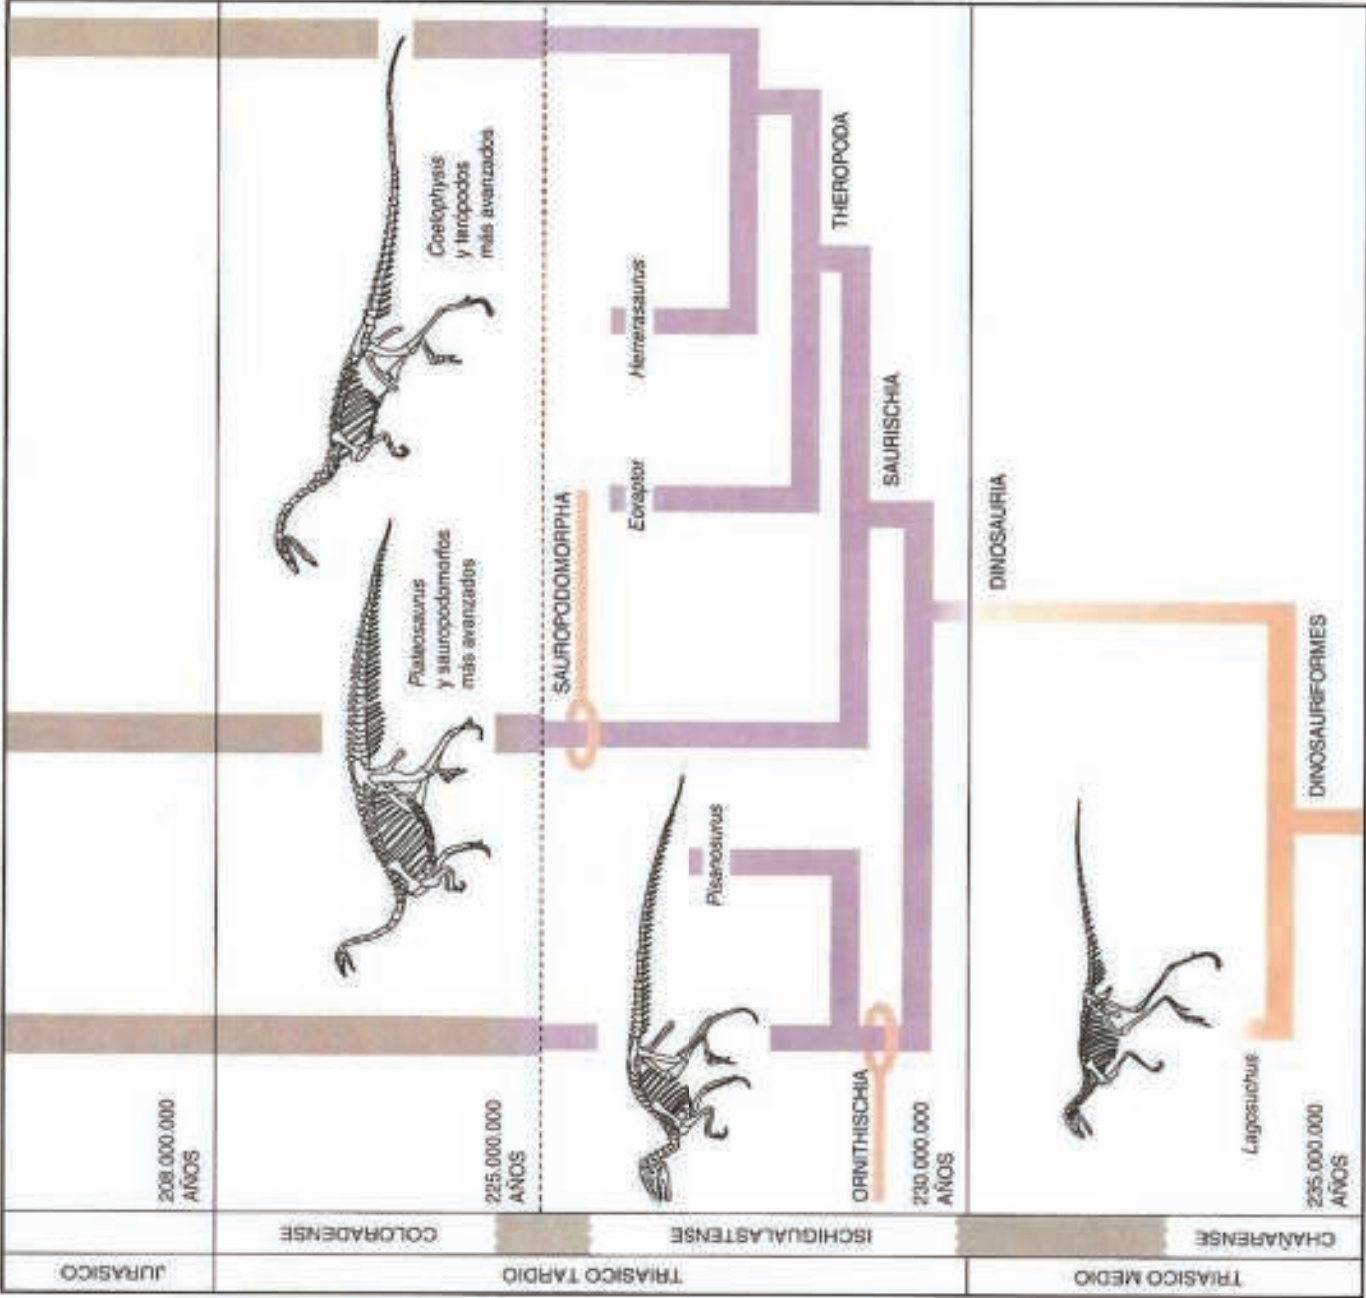 208.000.000
AÑOS
225.000.000
AÑOS
230.000.000
AÑOS
235.000.000
AÑOS
JURASICO
TRIASICO TARDIO
TRIASICO MEDIO
COLORADENSE
ISCHIGUALASTENSE
CHAÑARENSE
Plateosaurus
y sauropodomorfos
más avanzados
Coelophysis
y terópodos
más avanzados
SAUROPODOMORPHA
Pisanosurus
Eoraptor
Herrerasaurus
ORNITHISCHIA
SAURISCHIA
THEROPODA
DINOSAURIA
Lagosuchus
DINOSAURIFORMES